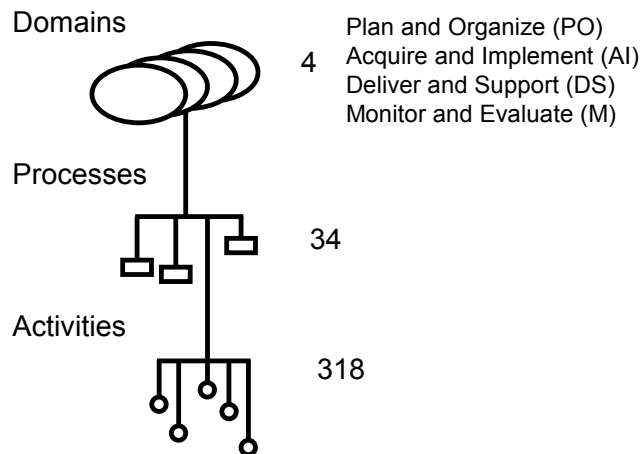 Domains
4
Plan and Organize (PO)
Acquire and Implement (AI)
Deliver and Support (DS)
Monitor and Evaluate (M)
Processes
34
Activities
318